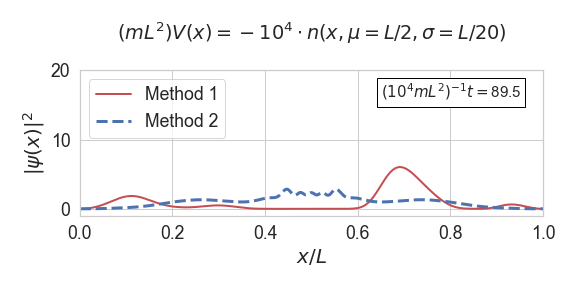 (mL²)V(x) = −10⁴ · n(x, μ = L/2, σ = L/20)
20
10
0
|ψ(x)|²
Method 1
Method 2
(10⁴mL²)⁻¹t = 89.5
0.0 0.2 0.4 0.6 0.8 1.0
x/L